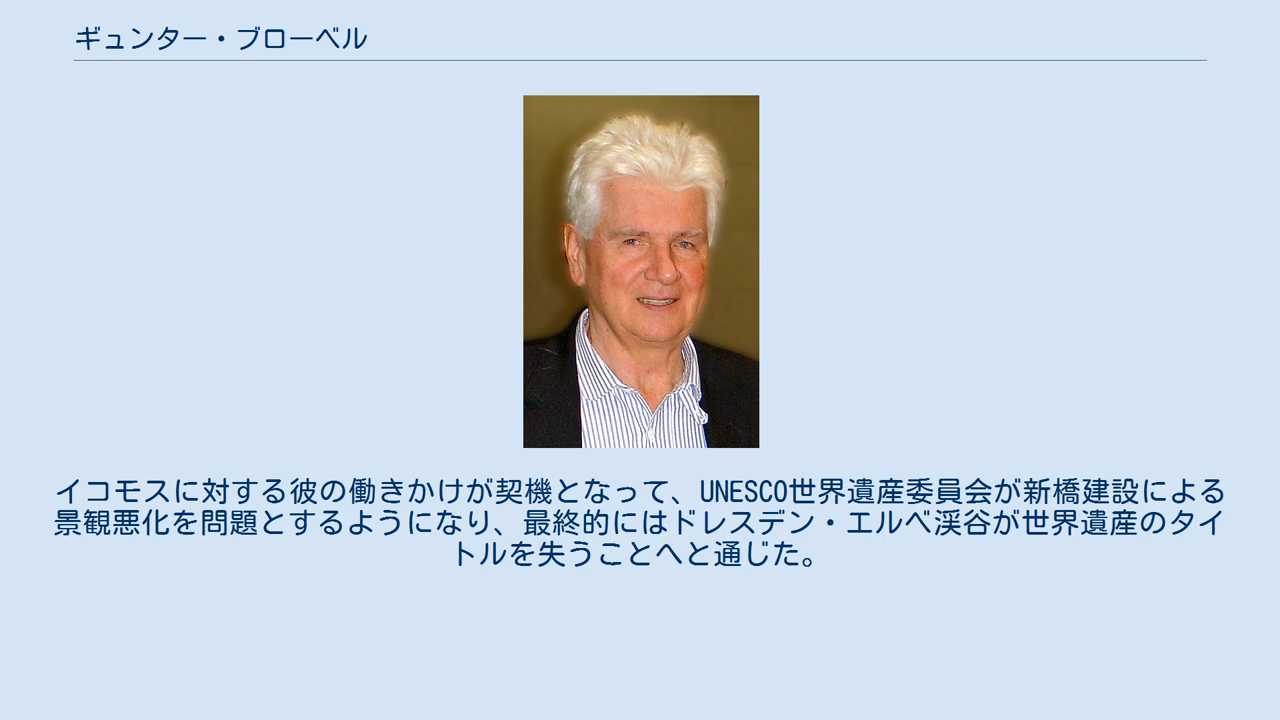 ギュンター・ブローベル
イコモスに対する彼の働きかけが契機となって、UNESCO世界遺産委員会が新橋建設による
景観悪化を問題とするようになり、最終的にはドレスデン・エルベ渓谷が世界遺産のタイ
トルを失うことへと通じた。